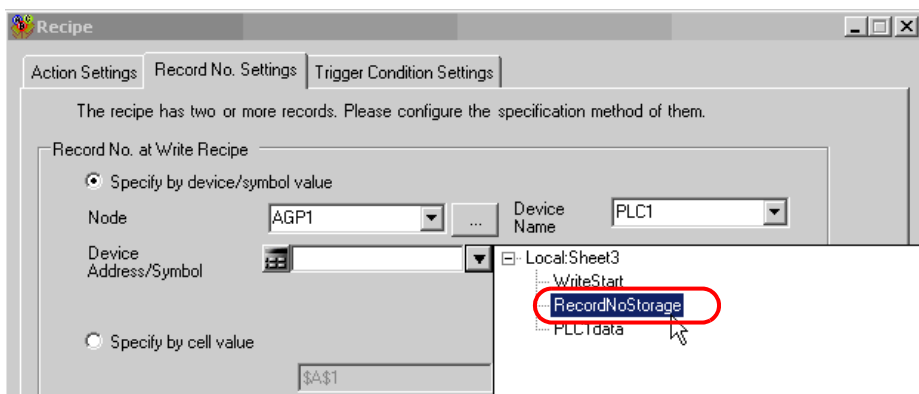 Recipe
Action Settings Record No. Settings Trigger Condition Settings
The recipe has two or more records. Please configure the specification method of them.
Record No. at Write Recipe
Specify by device/symbol value
Node AGP1 ... Device Name PLC1
Device Address/Symbol
Local:Sheet3
WriteStart
RecordNoStorage
PLC1data
Specify by cell value
$A$1